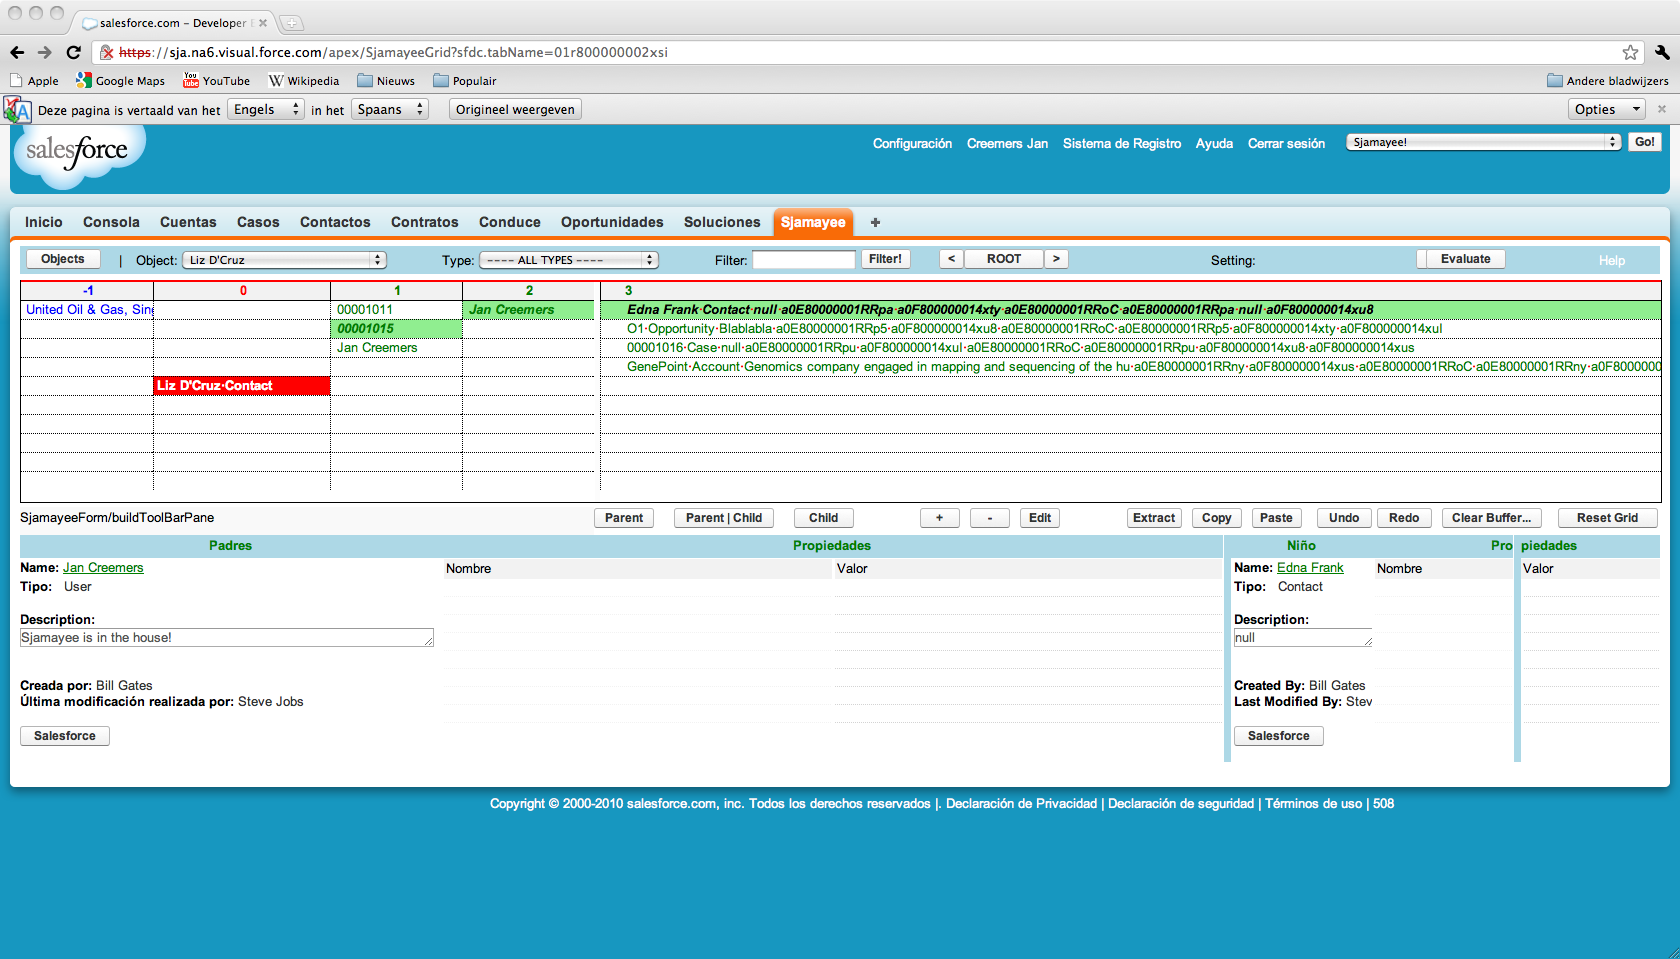 salesforce.com – Developer
https://sja.na6.visual.force.com/apex/SjamayeeGrid?sfdc.tabName=01r800000002xsi
Apple Google Maps YouTube Wikipedia Nieuws Populair Andere bladwijzers
Deze pagina is vertaald van het Engels in het Spaans Origineel weergeven Opties
salesforce
Configuración Creemers Jan Sistema de Registro Ayuda Cerrar sesión Sjamayee! Go!
Inicio Consola Cuentas Casos Contactos Contratos Conduce Oportunidades Soluciones Sjamayee +
Objects | Object: Liz D'Cruz Type: ---- ALL TYPES ---- Filter: Filter! < ROOT > Setting: Evaluate Help
-1 0 1 2 3
United Oil & Gas, Sing 00001011 Jan Creemers Edna Frank·Contact·null·a0E80000001RRpa·a0F800000014xty·a0E80000001RRoC·a0E80000001RRpa·null·a0F800000014xu8
00001015 O1·Opportunity·Blablabla·a0E80000001RRp5·a0F800000014xu8·a0E80000001RRoC·a0E80000001RRp5·a0F800000014xty·a0F800000014xul
Jan Creemers 00001016·Case·null·a0E80000001RRpu·a0F800000014xul·a0E80000001RRoC·a0E80000001RRpu·a0F800000014xu8·a0F800000014xus
GenePoint·Account·Genomics company engaged in mapping and sequencing of the hu·a0E80000001RRny·a0F800000014xus·a0E80000001RRoC·a0E80000001RRny·a0F8000000
Liz D'Cruz·Contact
SjamayeeForm/buildToolBarPane Parent Parent | Child Child + - Edit Extract Copy Paste Undo Redo Clear Buffer... Reset Grid
Padres Propiedades Niño Pro piedades
Name: Jan Creemers Nombre Valor Name: Edna Frank Nombre Valor
Tipo: User Tipo: Contact
Description: Description:
Sjamayee is in the house! null
Creada por: Bill Gates Created By: Bill Gates
Última modificación realizada por: Steve Jobs Last Modified By: Stev
Salesforce Salesforce
Copyright © 2000-2010 salesforce.com, inc. Todos los derechos reservados |. Declaración de Privacidad | Declaración de seguridad | Términos de uso | 508